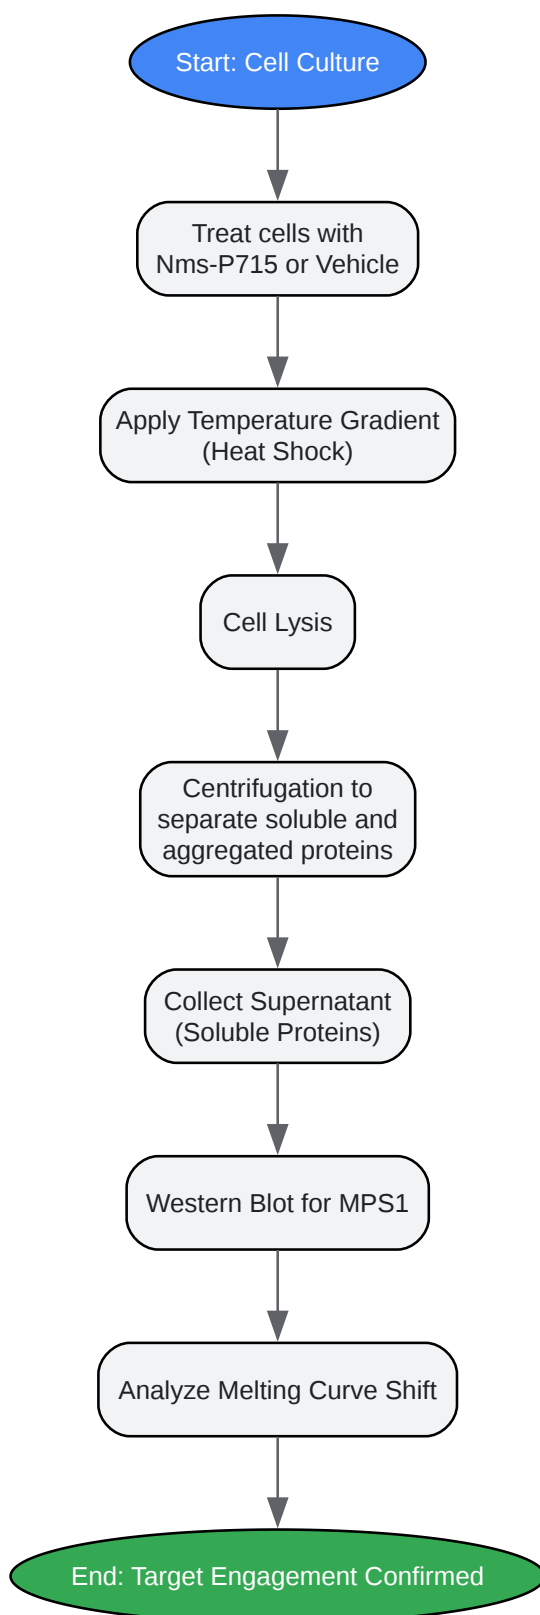 Start: Cell Culture
Treat cells with
Nms-P715 or Vehicle
Apply Temperature Gradient
(Heat Shock)
Cell Lysis
Centrifugation to
separate soluble and
aggregated proteins
Collect Supernatant
(Soluble Proteins)
Western Blot for MPS1
Analyze Melting Curve Shift
End: Target Engagement Confirmed